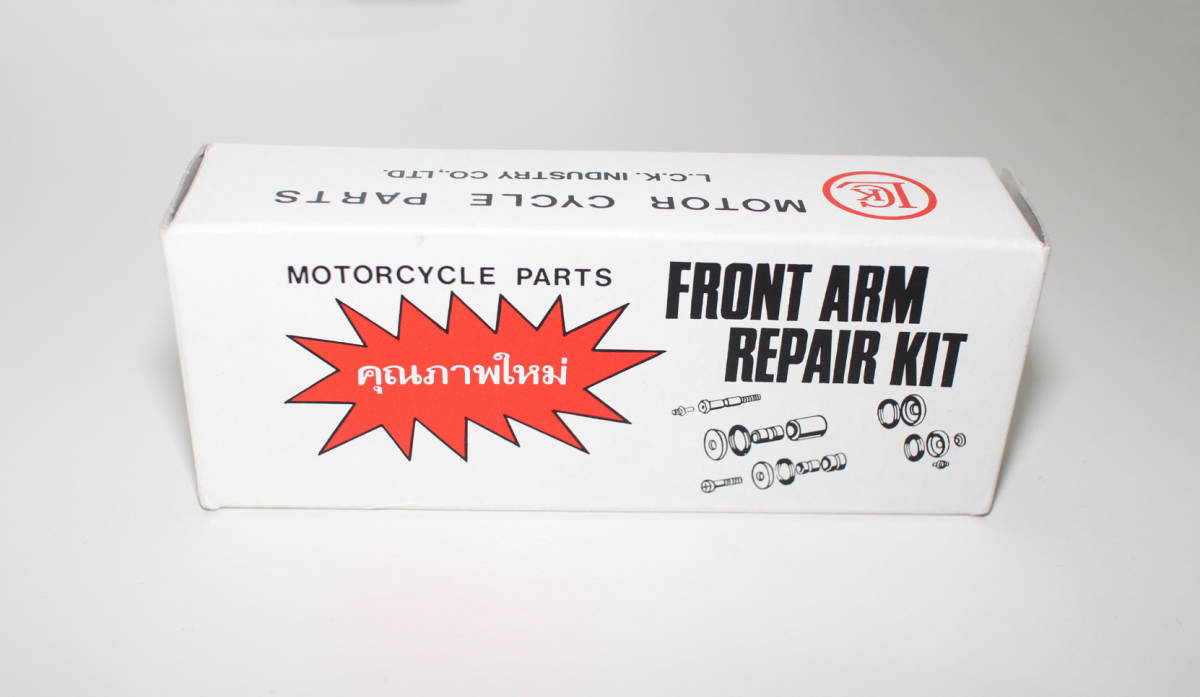 LCK
MOTOR CYCLE PARTS
L.C.K. INDUSTRY CO.,LTD.
MOTORCYCLE PARTS
คุณภาพใหม่
FRONT ARM
REPAIR KIT